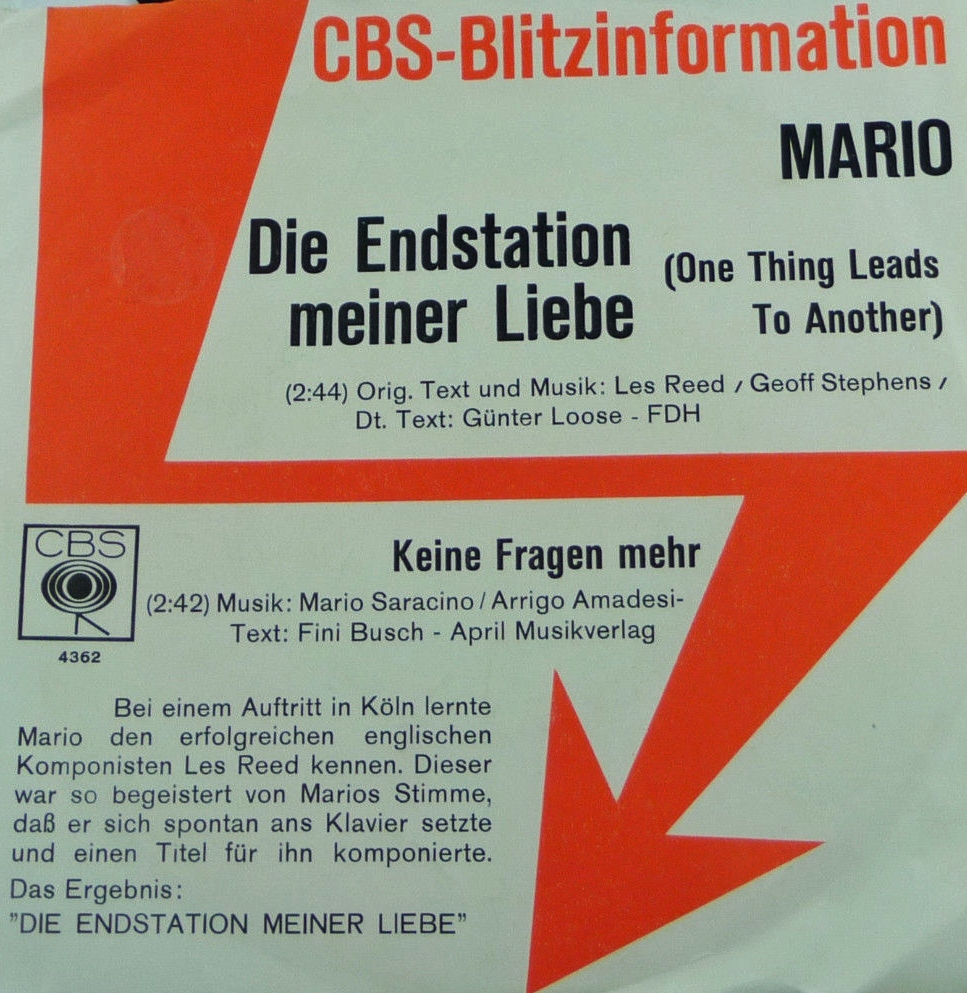 CBS-Blitzinformation
MARIO
Die Endstation
meiner Liebe
(One Thing Leads
To Another)
(2:44) Orig. Text und Musik: Les Reed / Geoff Stephens /
Dt. Text: Günter Loose - FDH
CBS
4362
Keine Fragen mehr
(2:42) Musik: Mario Saracino / Arrigo Amadesi-
Text: Fini Busch - April Musikverlag
Bei einem Auftritt in Köln lernte
Mario den erfolgreichen englischen
Komponisten Les Reed kennen. Dieser
war so begeistert von Marios Stimme,
daß er sich spontan ans Klavier setzte
und einen Titel für ihn komponierte.
Das Ergebnis:
"DIE ENDSTATION MEINER LIEBE"